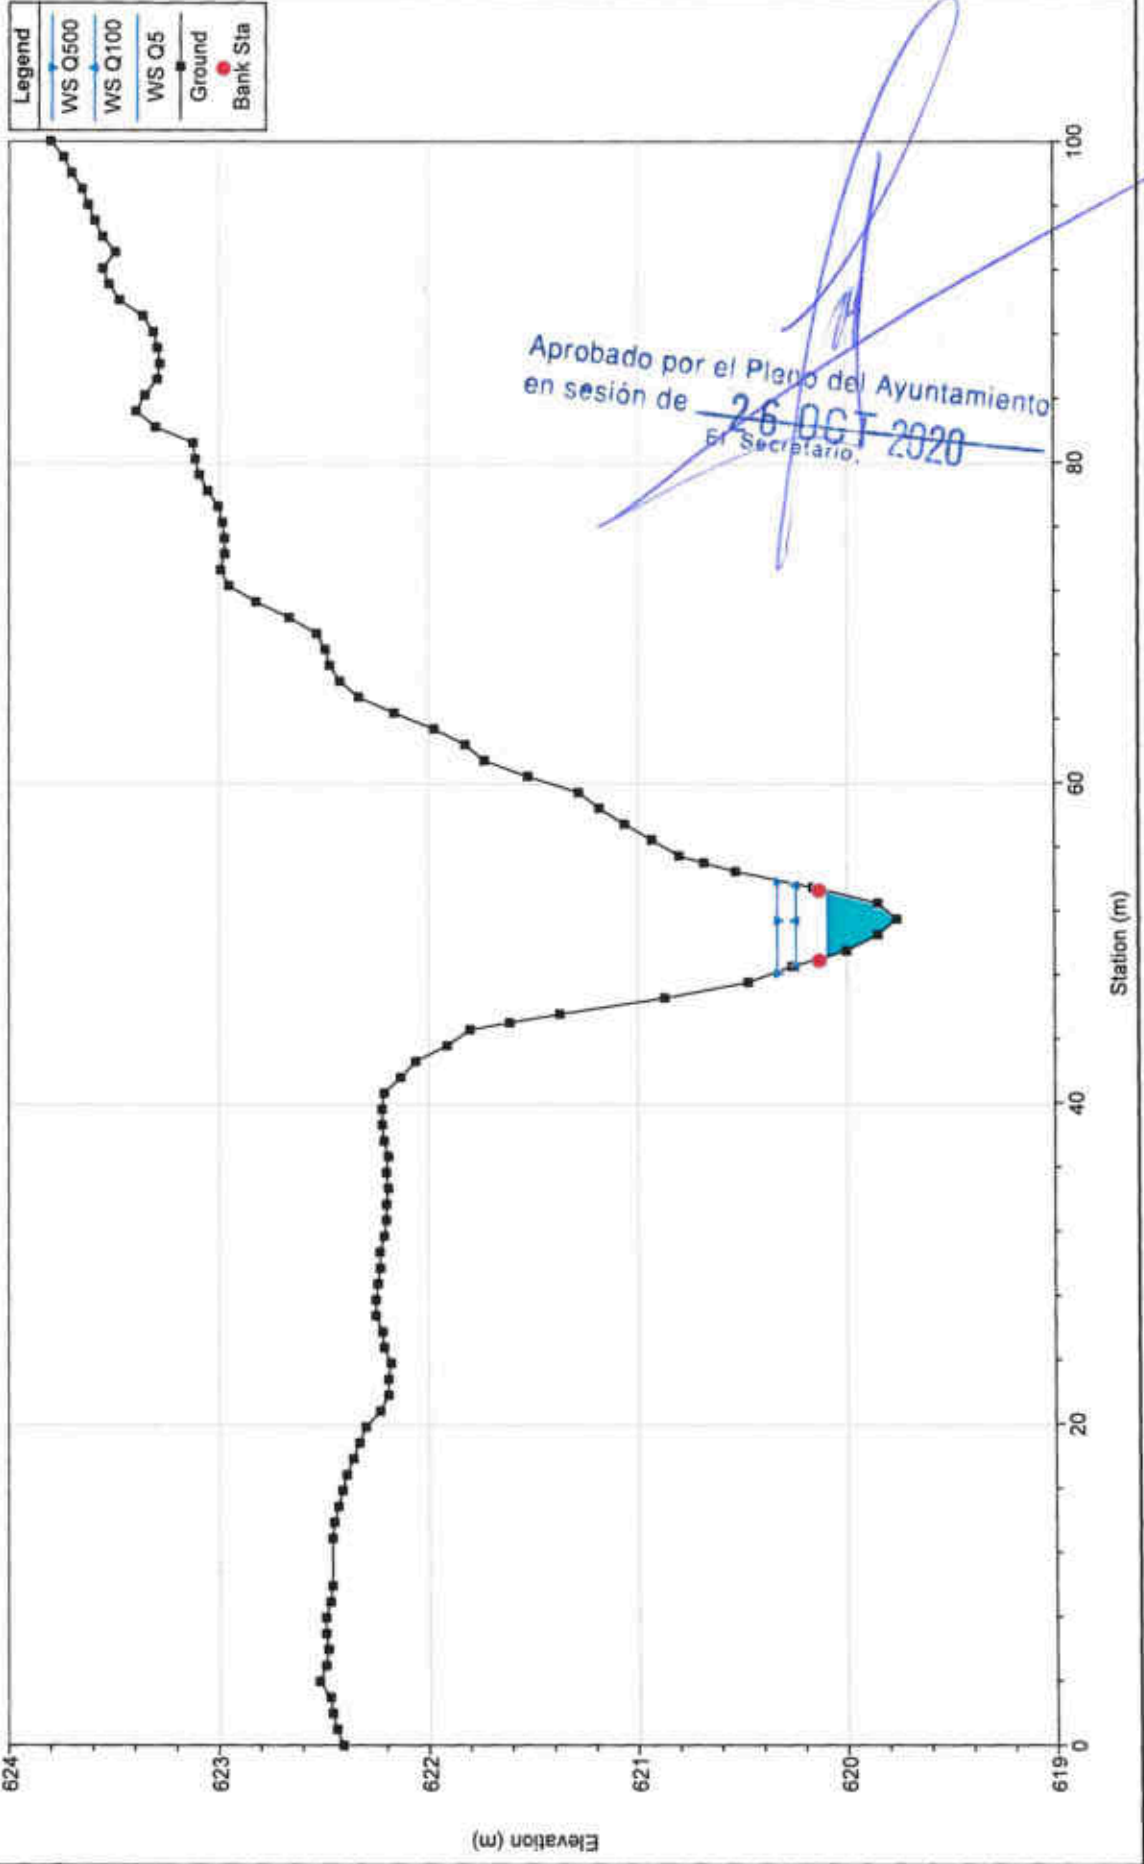 Legend
WS Q500
WS Q100
WS Q5
Ground
Bank Sta
624
623
622
621
620
619
Elevation (m)
0
20
40
60
80
100
Station (m)
Aprobado por el Pleno del Ayuntamiento
en sesión de 26 OCT 2020
El Secretario,